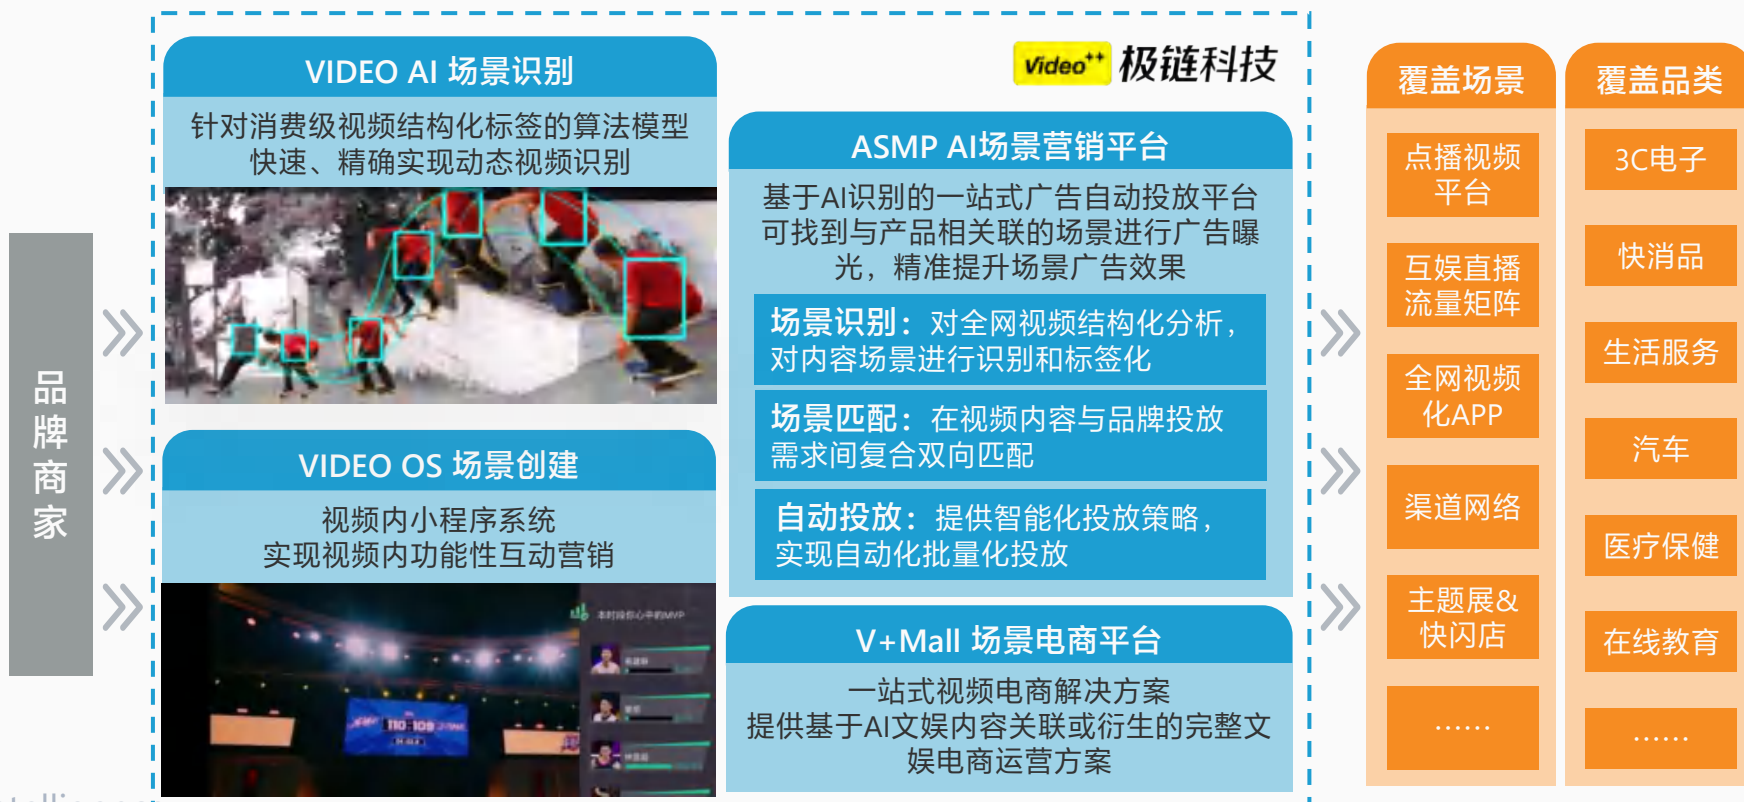 品
牌
商
家
VIDEO AI 场景识别
针对消费级视频结构化标签的算法模型
快速、精确实现动态视频识别
VIDEO OS 场景创建
视频内小程序系统
实现视频内功能性互动营销
本时段你心中的MVP
110:109
Video++ 极链科技
ASMP AI场景营销平台
基于AI识别的一站式广告自动投放平台
可找到与产品相关联的场景进行广告曝
光，精准提升场景广告效果
场景识别：对全网视频结构化分析，
对内容场景进行识别和标签化
场景匹配：在视频内容与品牌投放
需求间复合双向匹配
自动投放：提供智能化投放策略，
实现自动化批量化投放
V+Mall 场景电商平台
一站式视频电商解决方案
提供基于AI文娱内容关联或衍生的完整文
娱电商运营方案
覆盖场景
点播视频
平台
互娱直播
流量矩阵
全网视频
化APP
渠道网络
主题展&
快闪店
……
覆盖品类
3C电子
快消品
生活服务
汽车
医疗保健
在线教育
……